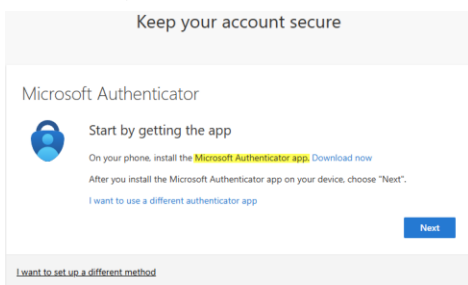 Keep your account secure
Microsoft Authenticator
Start by getting the app
On your phone, install the Microsoft Authenticator app. Download now
After you install the Microsoft Authenticator app on your device, choose "Next".
I want to use a different authenticator app
Next
I want to set up a different method